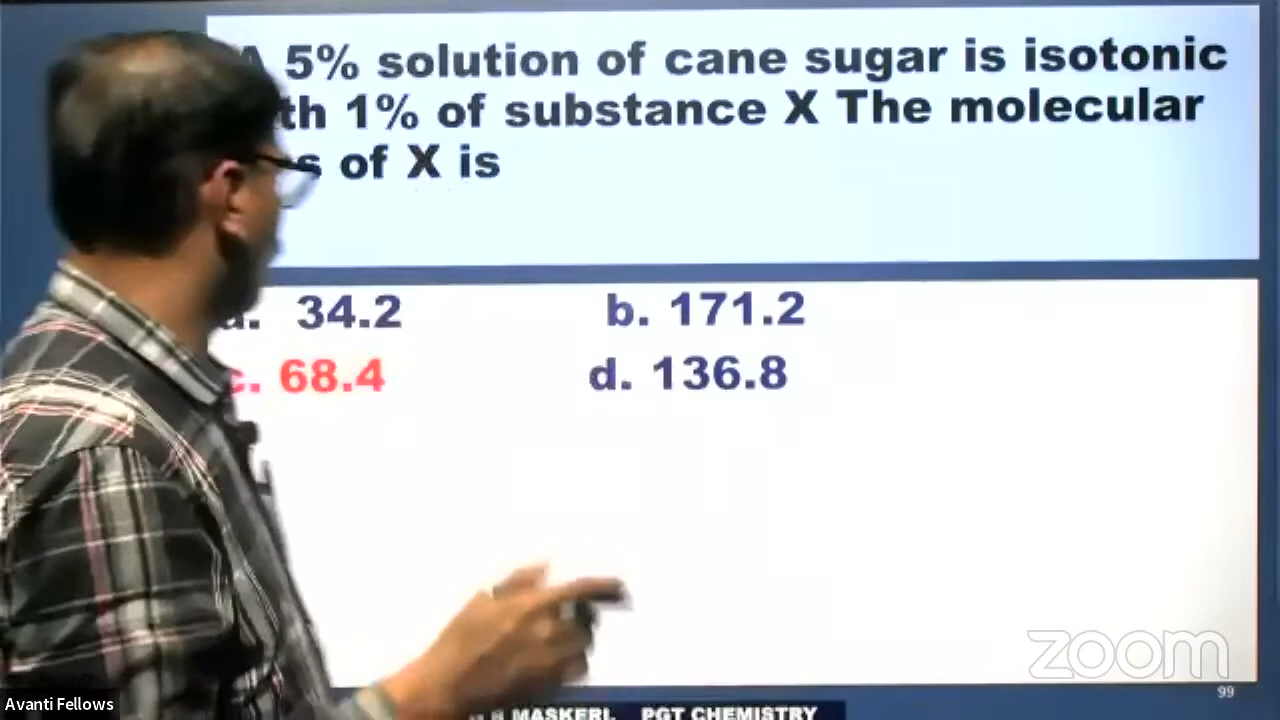 A 5% solution of cane sugar is isotonic
th 1% of substance X The molecular
s of X is
a. 34.2
b. 171.2
c. 68.4
d. 136.8
zoom
99
Avanti Fellows
MASKERI PGT CHEMISTRY